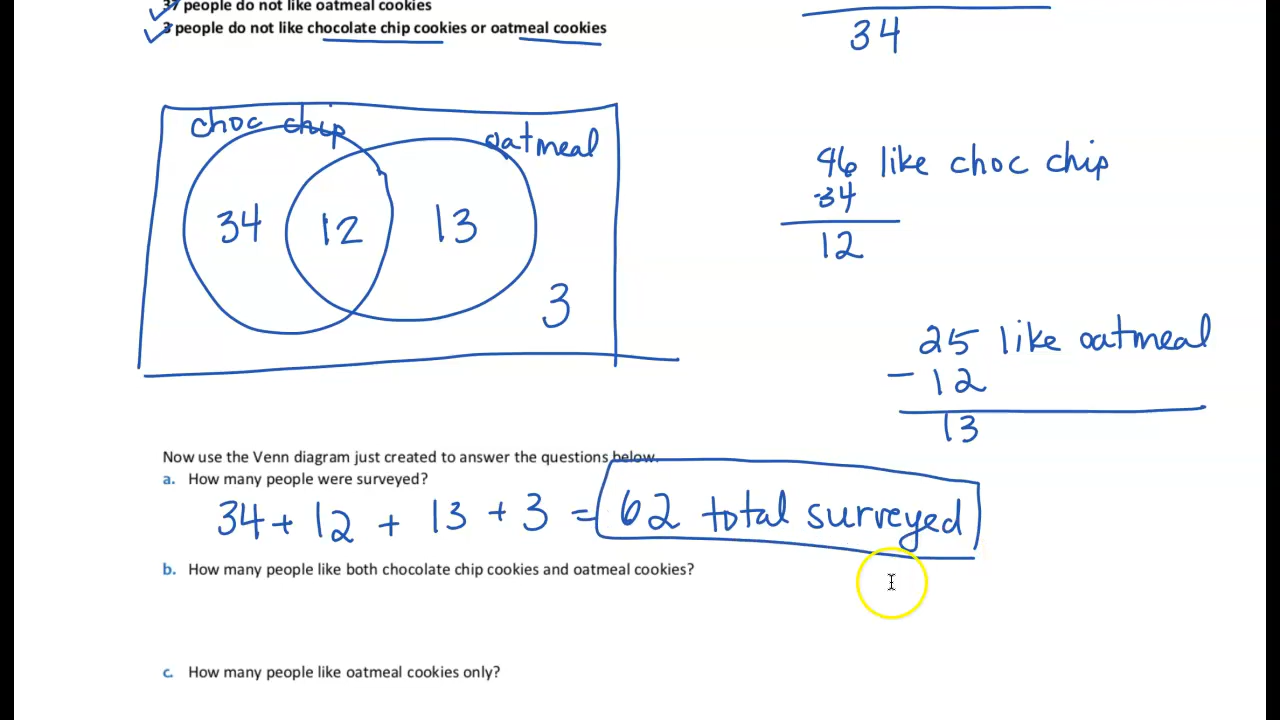 37 people do not like oatmeal cookies
3 people do not like chocolate chip cookies or oatmeal cookies
34
choc chip
oatmeal
34 12 13
3
46 like choc chip
-34
12
25 like oatmeal
- 12
13
Now use the Venn diagram just created to answer the questions below.
a. How many people were surveyed?
34 + 12 + 13 + 3 = 62 total surveyed
b. How many people like both chocolate chip cookies and oatmeal cookies?
c. How many people like oatmeal cookies only?